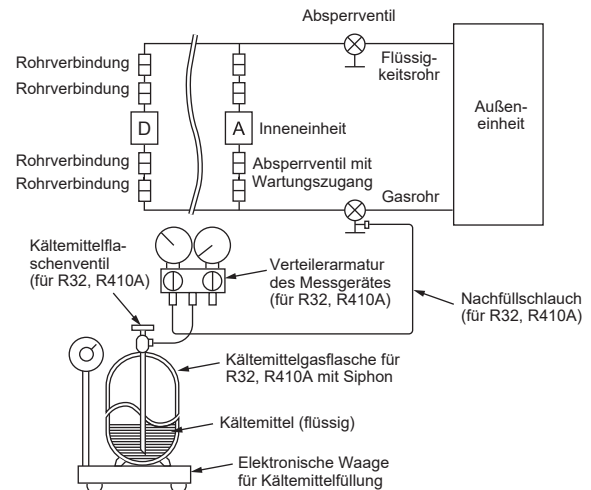 Absperrventil
Rohrverbindung
Rohrverbindung
Flüssig-
keitsrohr
Außen-
einheit
D
A
Inneneinheit
Rohrverbindung
Rohrverbindung
Absperrventil mit
Wartungszugang
Gasrohr
Kältemittelfla-
schenventil
(für R32, R410A)
Verteilerarmatur
des Messgerätes
(für R32, R410A)
Nachfüllschlauch
(für R32, R410A)
Kältemittelgasflasche für
R32, R410A mit Siphon
Kältemittel (flüssig)
Elektronische Waage
für Kältemittelfüllung